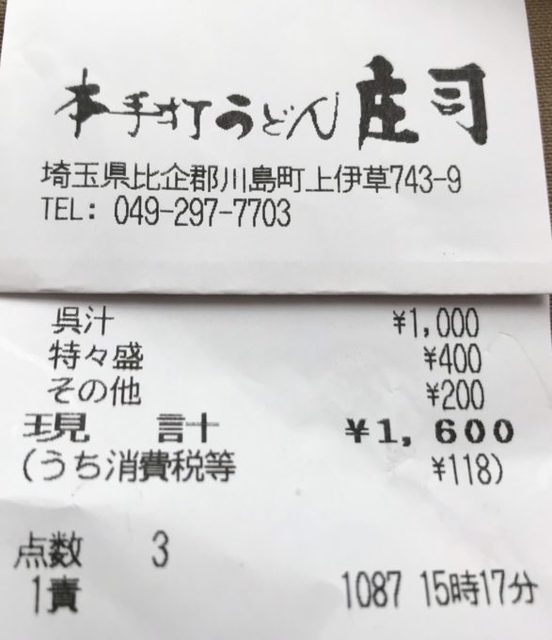 本手打うどん 庄司
埼玉県比企郡川島町上伊草743-9
TEL: 049-297-7703
呉汁 ¥1,000
特々盛 ¥400
その他 ¥200
現 計 ¥1,600
(うち消費税等 ¥118)
点数 3
1責 1087 15時17分